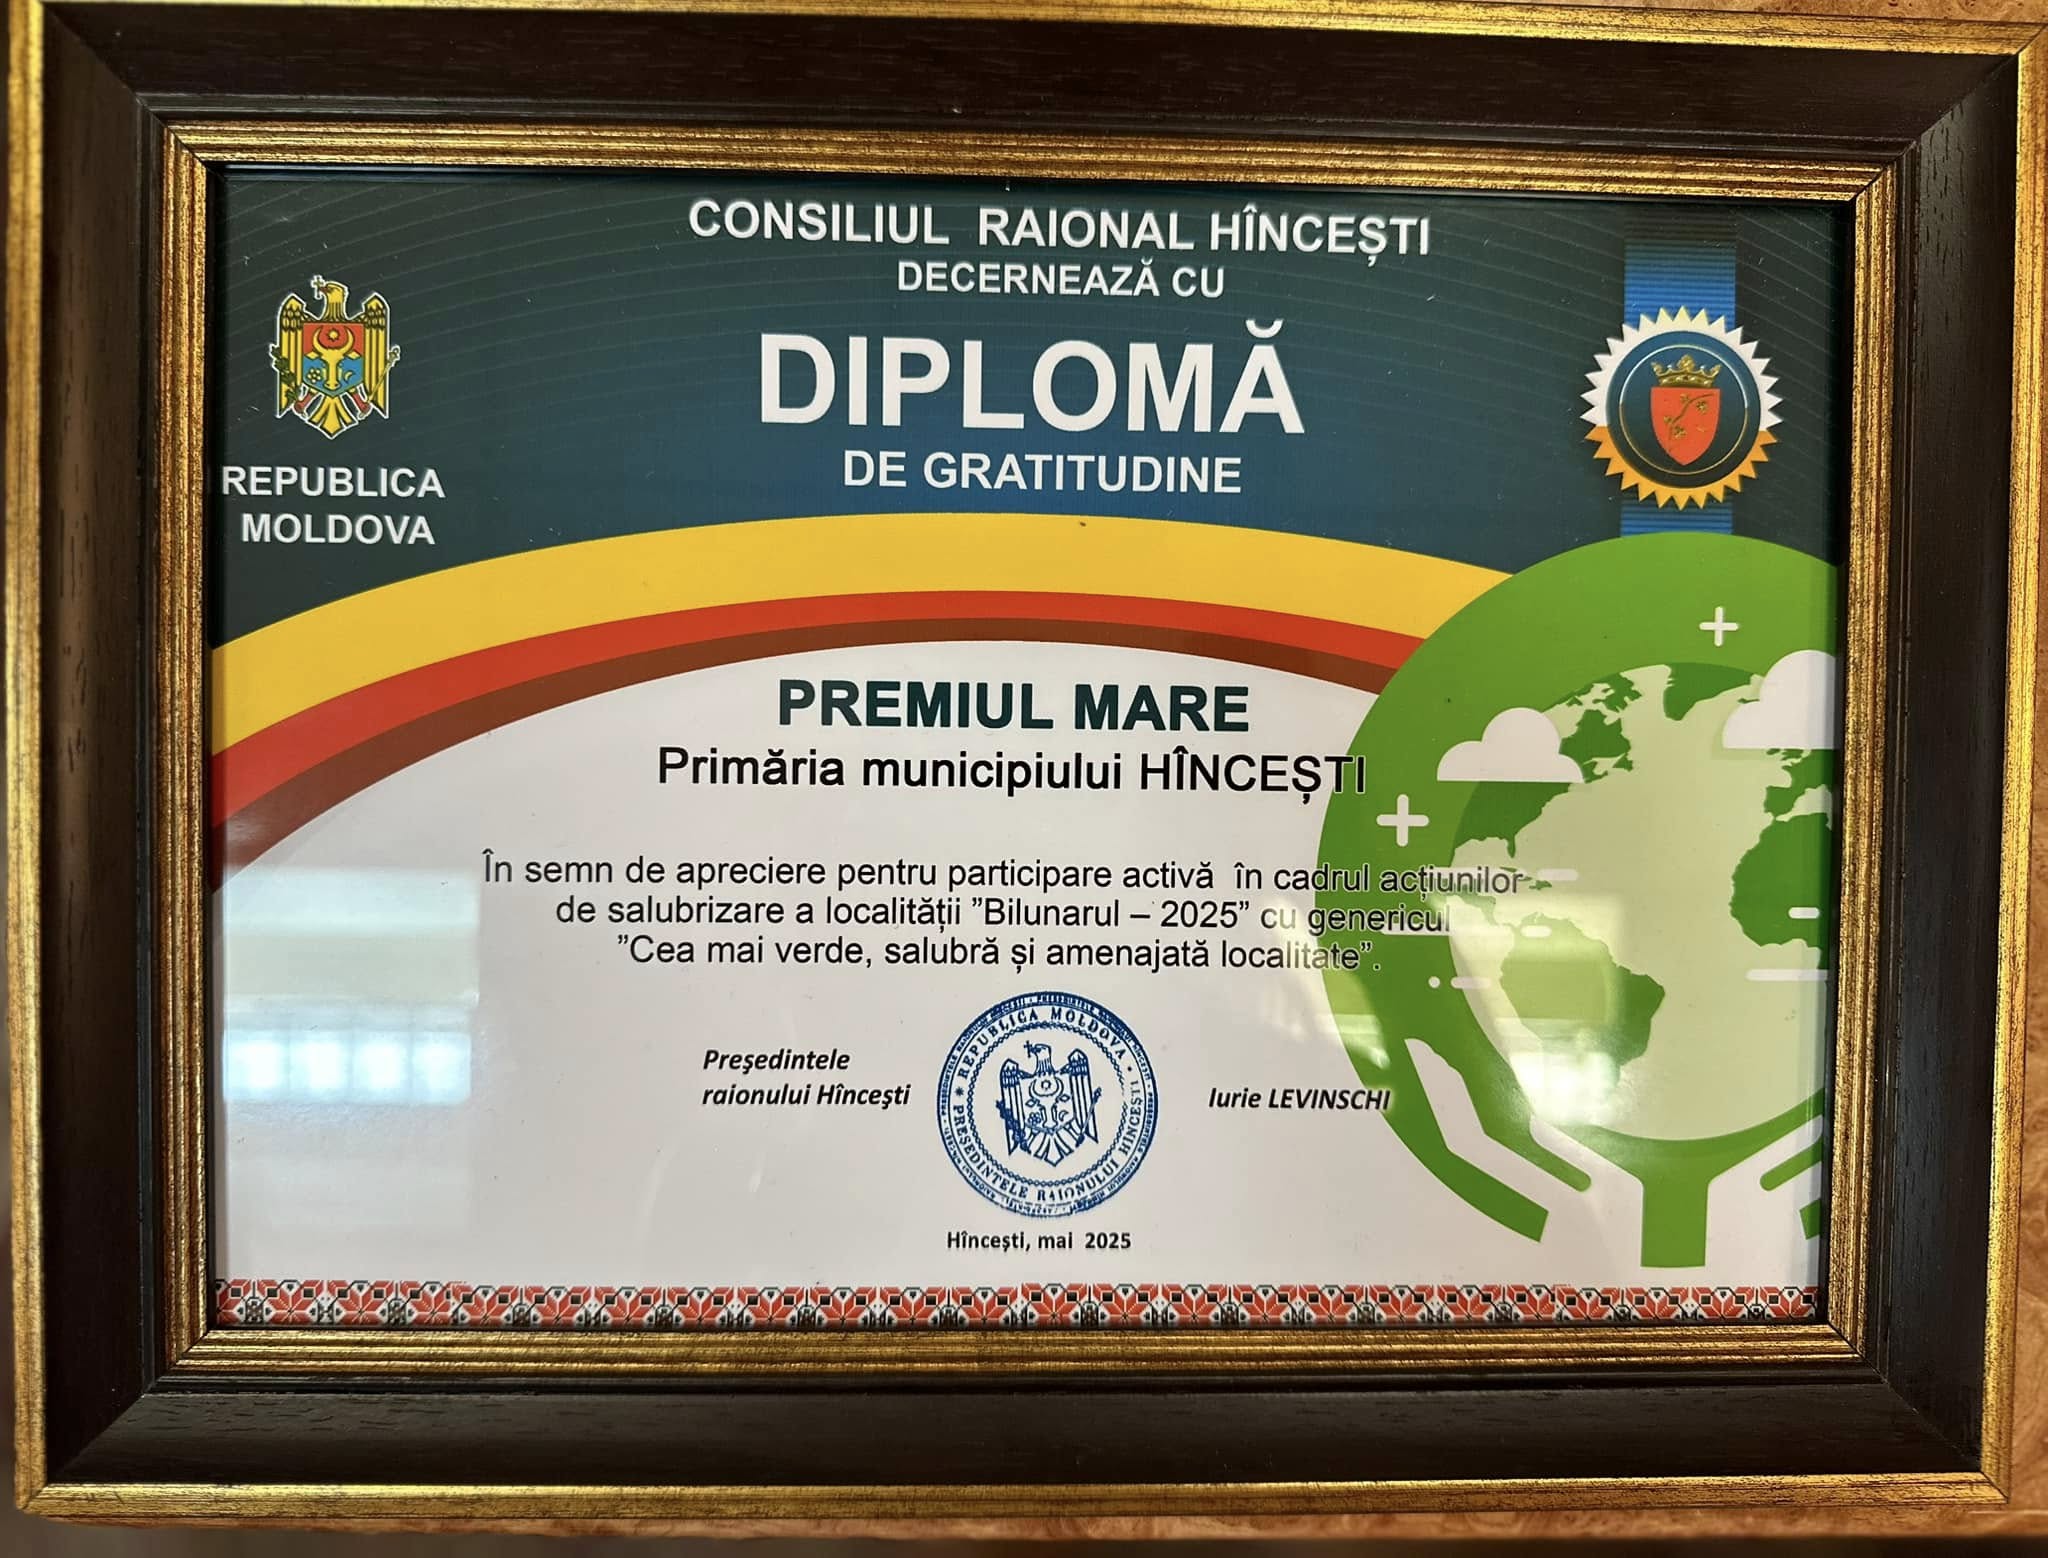 CONSILIUL RAIONAL HÎNCEȘTI
DECERNEAZĂ CU
DIPLOMĂ
DE GRATITUDINE
REPUBLICA
MOLDOVA
PREMIUL MARE
Primăria municipiului HÎNCEȘTI
În semn de apreciere pentru participare activă în cadrul acțiunilor
de salubrizare a localității ”Bilunarul – 2025” cu genericul
”Cea mai verde, salubră și amenajată localitate”.
Preşedintele
raionului Hînceşti
REPUBLICA MOLDOVA
PREȘEDINTELE RAIONULUI HÎNCEȘTI
Iurie LEVINSCHI
Hîncești, mai 2025